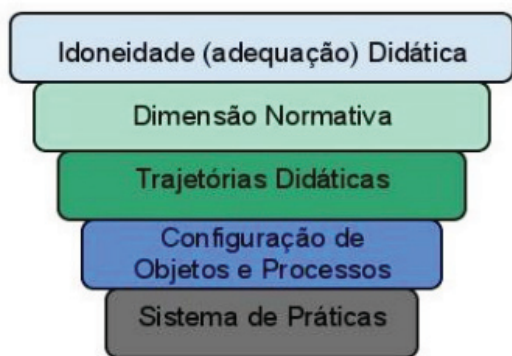 Idoneidade (adequação) Didática
Dimensão Normativa
Trajetórias Didáticas
Configuração de
Objetos e Processos
Sistema de Práticas